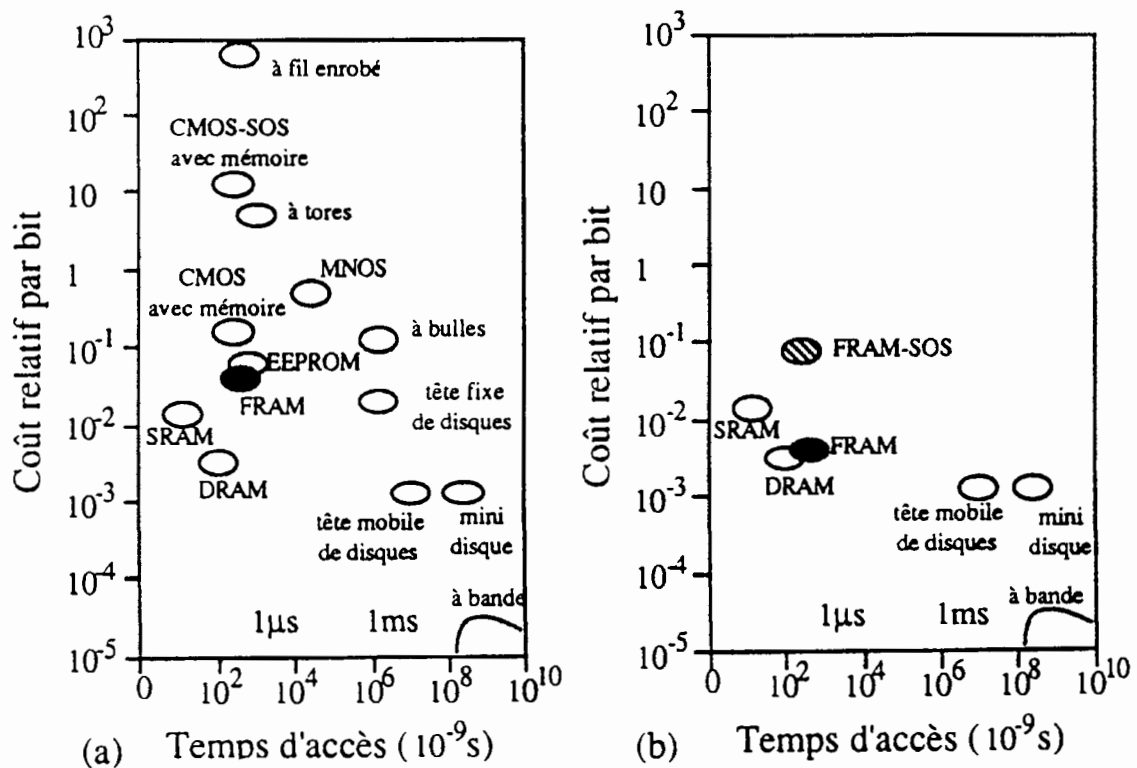 10³
10²
10
1
10⁻¹
10⁻²
10⁻³
10⁻⁴
10⁻⁵
Coût relatif par bit
à fil enrobé
CMOS-SOS
avec mémoire
à tores
MNOS
CMOS
avec mémoire
à bulles
EEPROM
FRAM
tête fixe
de disques
SRAM
DRAM
tête mobile
de disques
mini
disque
à bande
1µs
1ms
0 10² 10⁴ 10⁶ 10⁸ 10¹⁰
(a) Temps d'accès (10⁻⁹s)
10³
10²
10
1
10⁻¹
10⁻²
10⁻³
10⁻⁴
10⁻⁵
Coût relatif par bit
FRAM-SOS
SRAM
FRAM
DRAM
tête mobile
de disques
mini
disque
à bande
1µs
1ms
0 10² 10⁴ 10⁶ 10⁸ 10¹⁰
(b) Temps d'accès (10⁻⁹s)